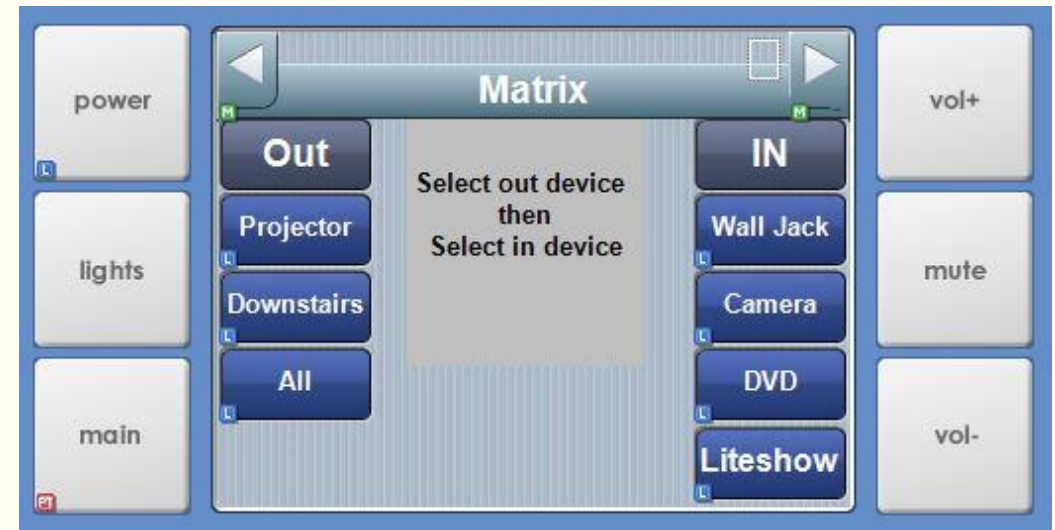 power
lights
main
Matrix
Out
Projector
Downstairs
All
Select out device
then
Select in device
IN
Wall Jack
Camera
DVD
Liteshow
vol+
mute
vol-
L
PT
M
M
L
L
L
L
L
L
L